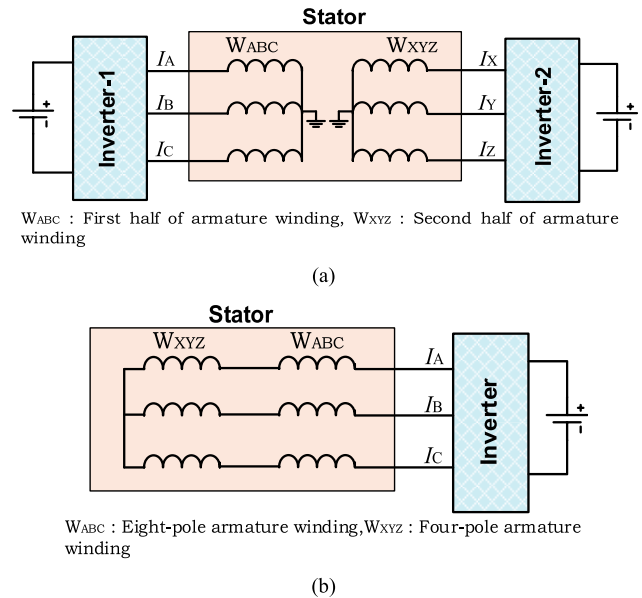 Stator
WABC WXYZ
IA IX
IB IY
IC IZ
Inverter-1
Inverter-2
+ +
- -
WABC : First half of armature winding, WXYZ : Second half of armature
winding
(a)
Stator
WXYZ WABC
IA
IB
IC
Inverter
+
-
WABC : Eight-pole armature winding,WXYZ : Four-pole armature
winding
(b)